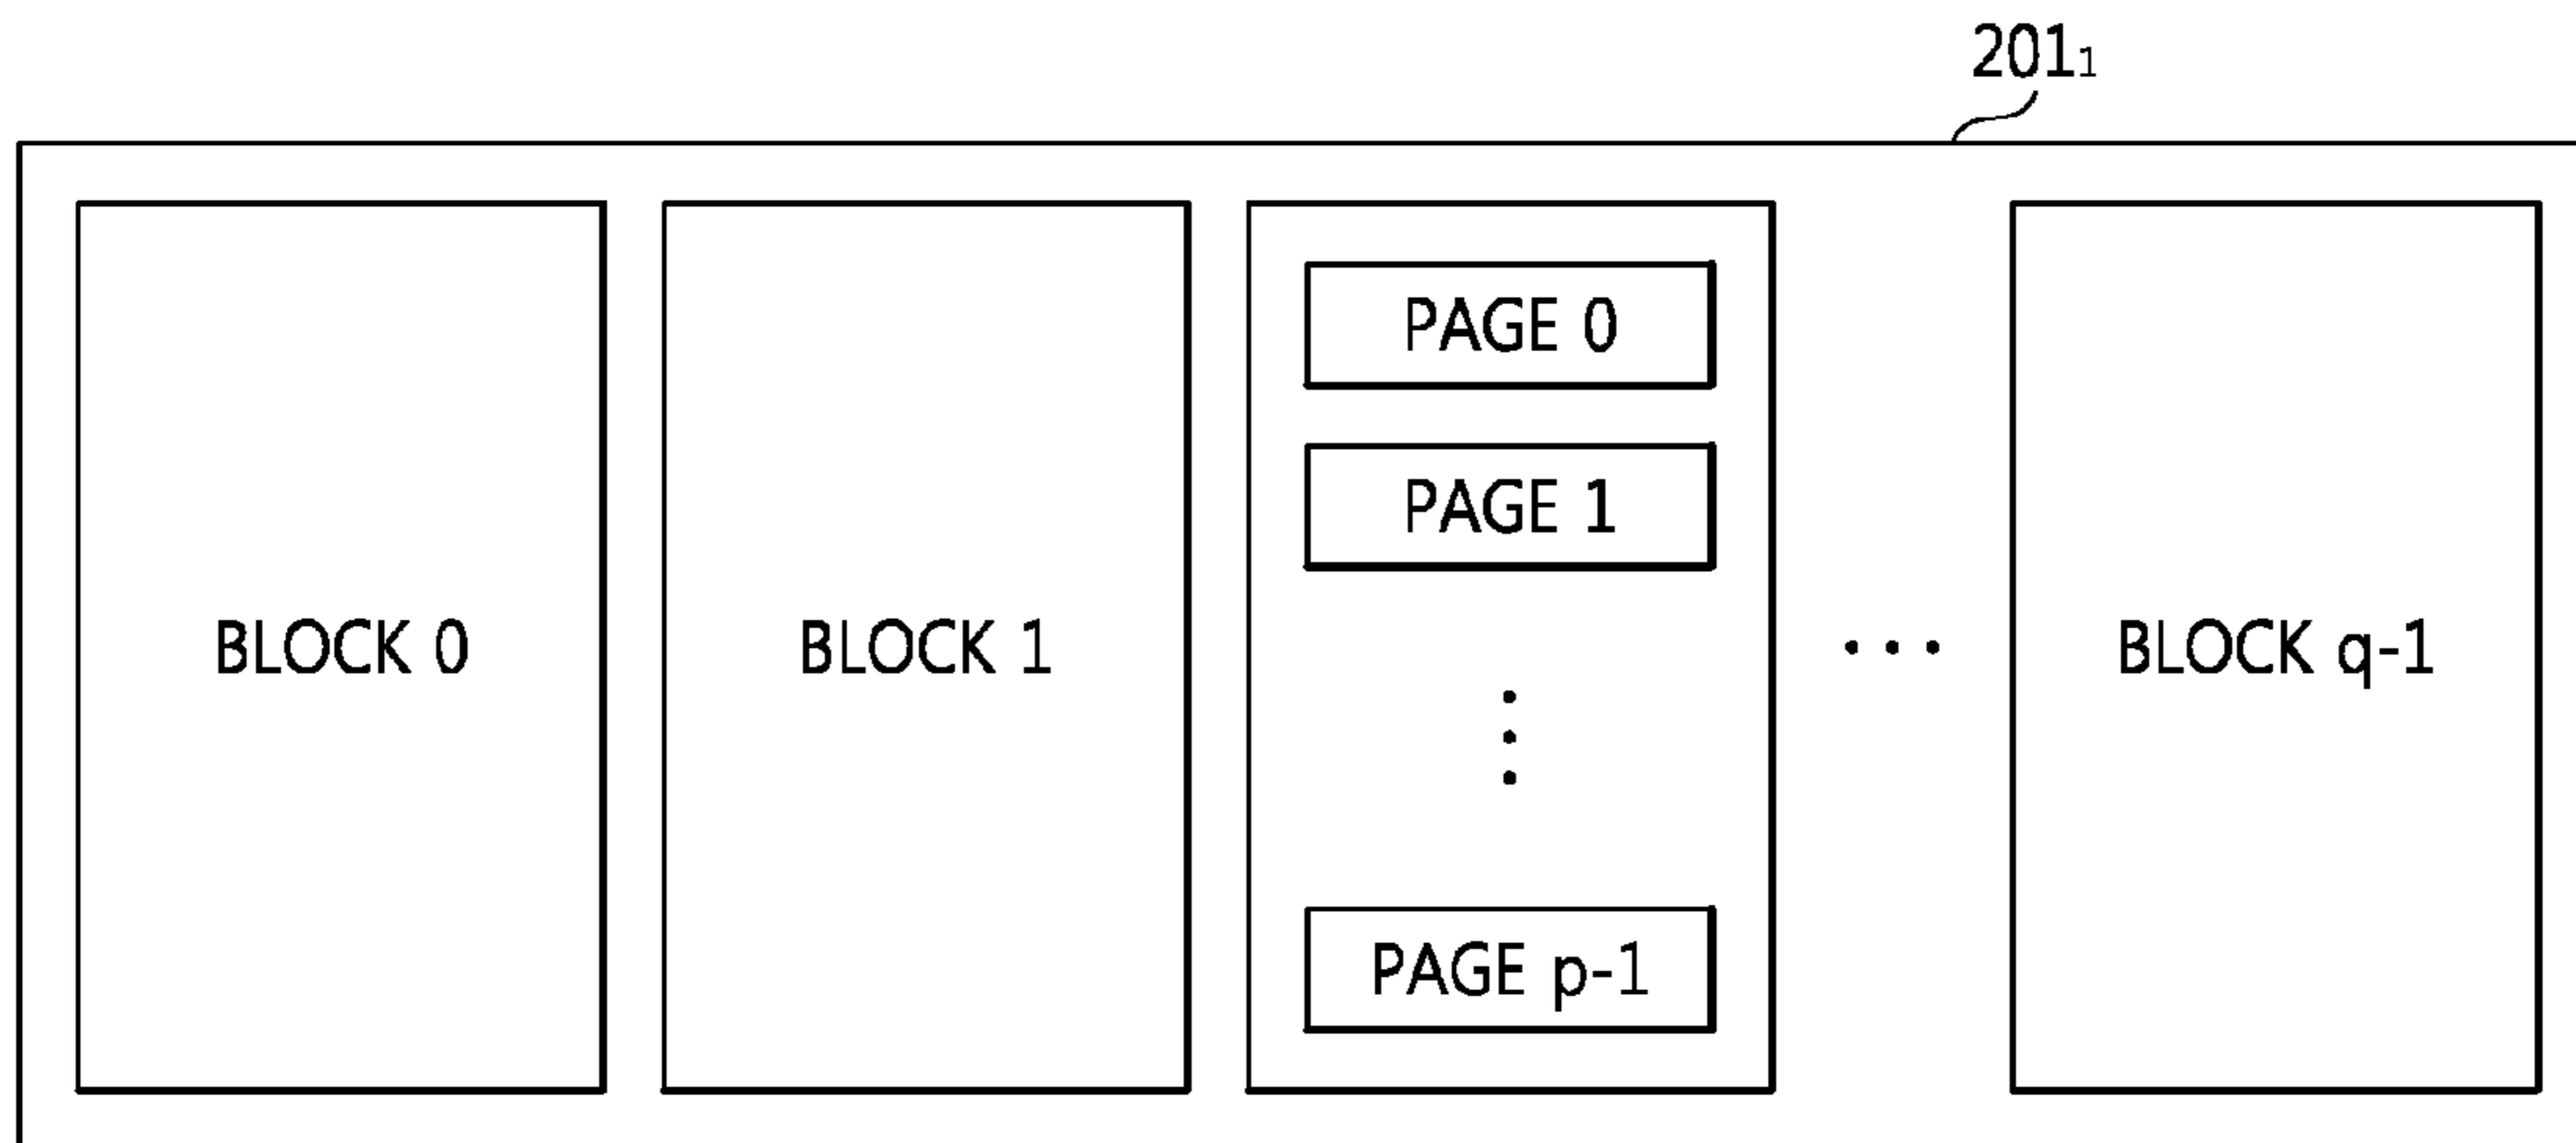 201₁
PAGE 0
PAGE 1
BLOCK 0 BLOCK 1 ... BLOCK q-1
PAGE p-1